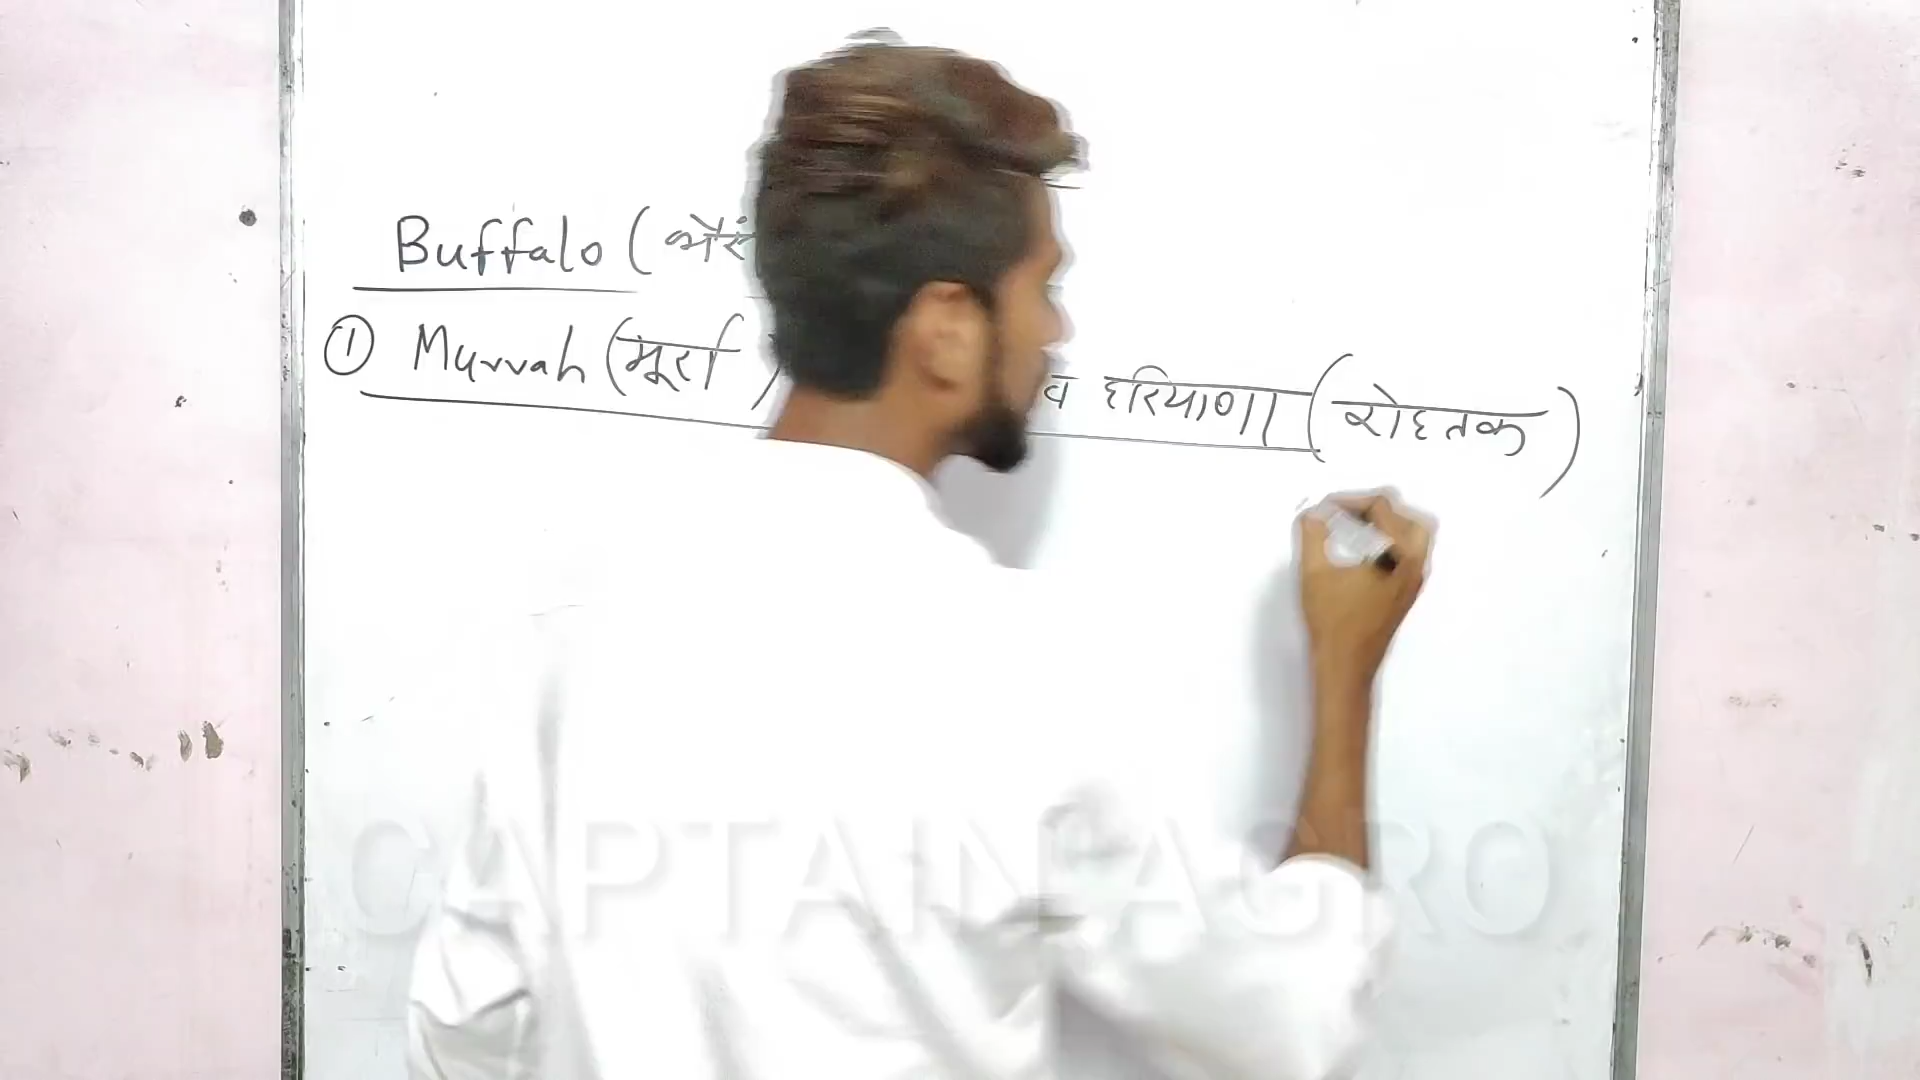 Buffalo (भैंस
① Murrah (मूर्रा) व हरियाणा (रोहतक)
CAPTAIN AGRO